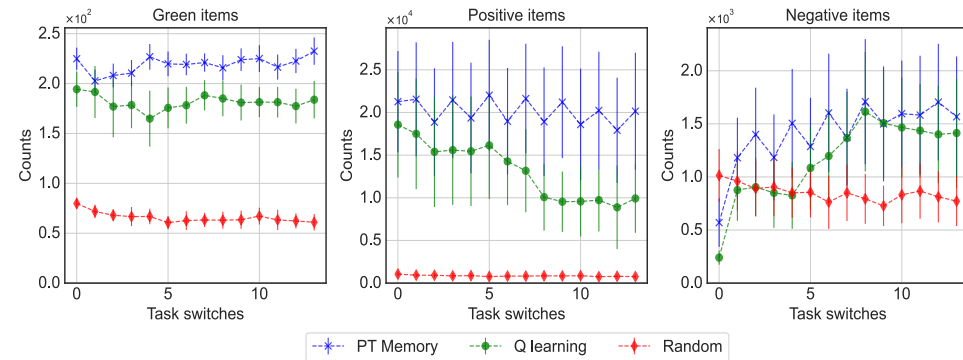 Green items
×10²
2.5
2.0
1.5
1.0
0.5
0.0
Counts
0 5 10
Task switches
Positive items
×10⁴
2.5
2.0
1.5
1.0
0.5
0.0
Counts
0 5 10
Task switches
Negative items
×10³
2.0
1.5
1.0
0.5
0.0
Counts
0 5 10
Task switches
PT Memory Q learning Random